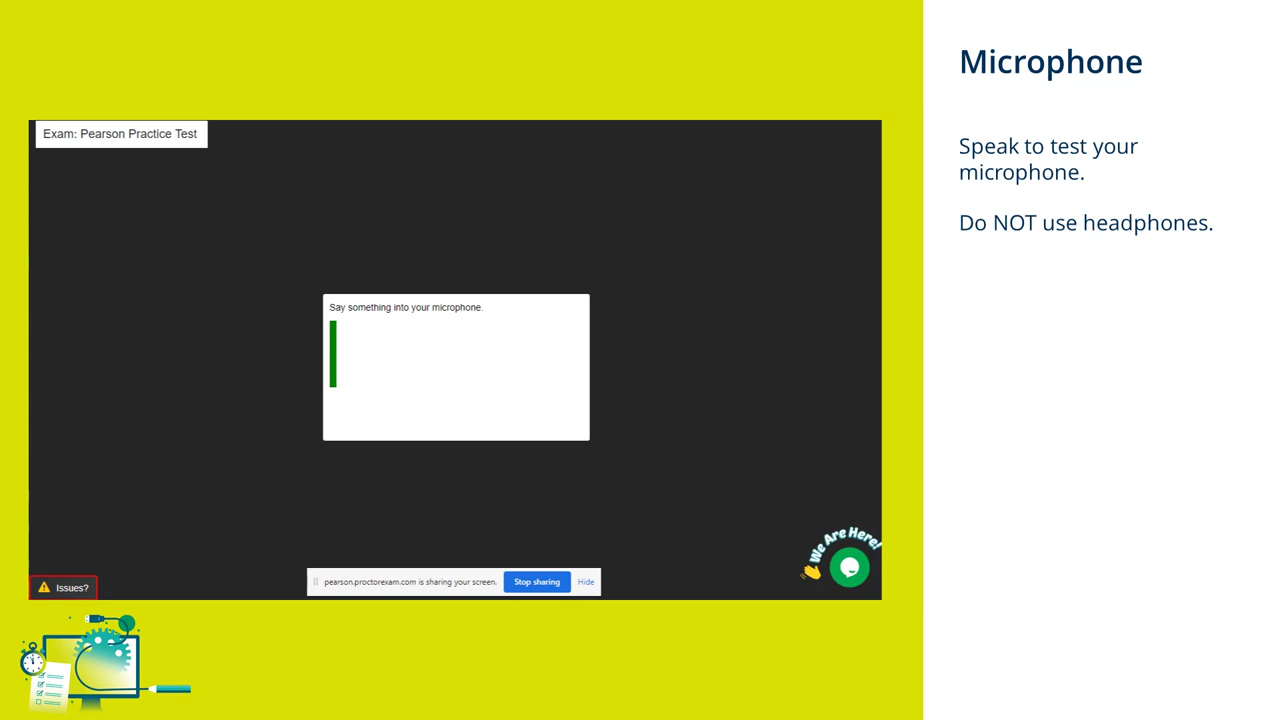 Microphone
Speak to test your
microphone.
Do NOT use headphones.
Exam: Pearson Practice Test
Say something into your microphone.
We Are Here!
Issues?
pearson.proctorexam.com is sharing your screen.
Stop sharing
Hide